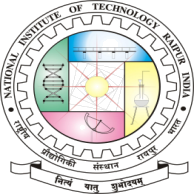 • NATIONAL INSTITUTE OF TECHNOLOGY RAIPUR INDIA •
राष्ट्रीय प्रौद्योगिकी संस्थान रायपुर भारत
नित्यं यातु शुभोदयम्